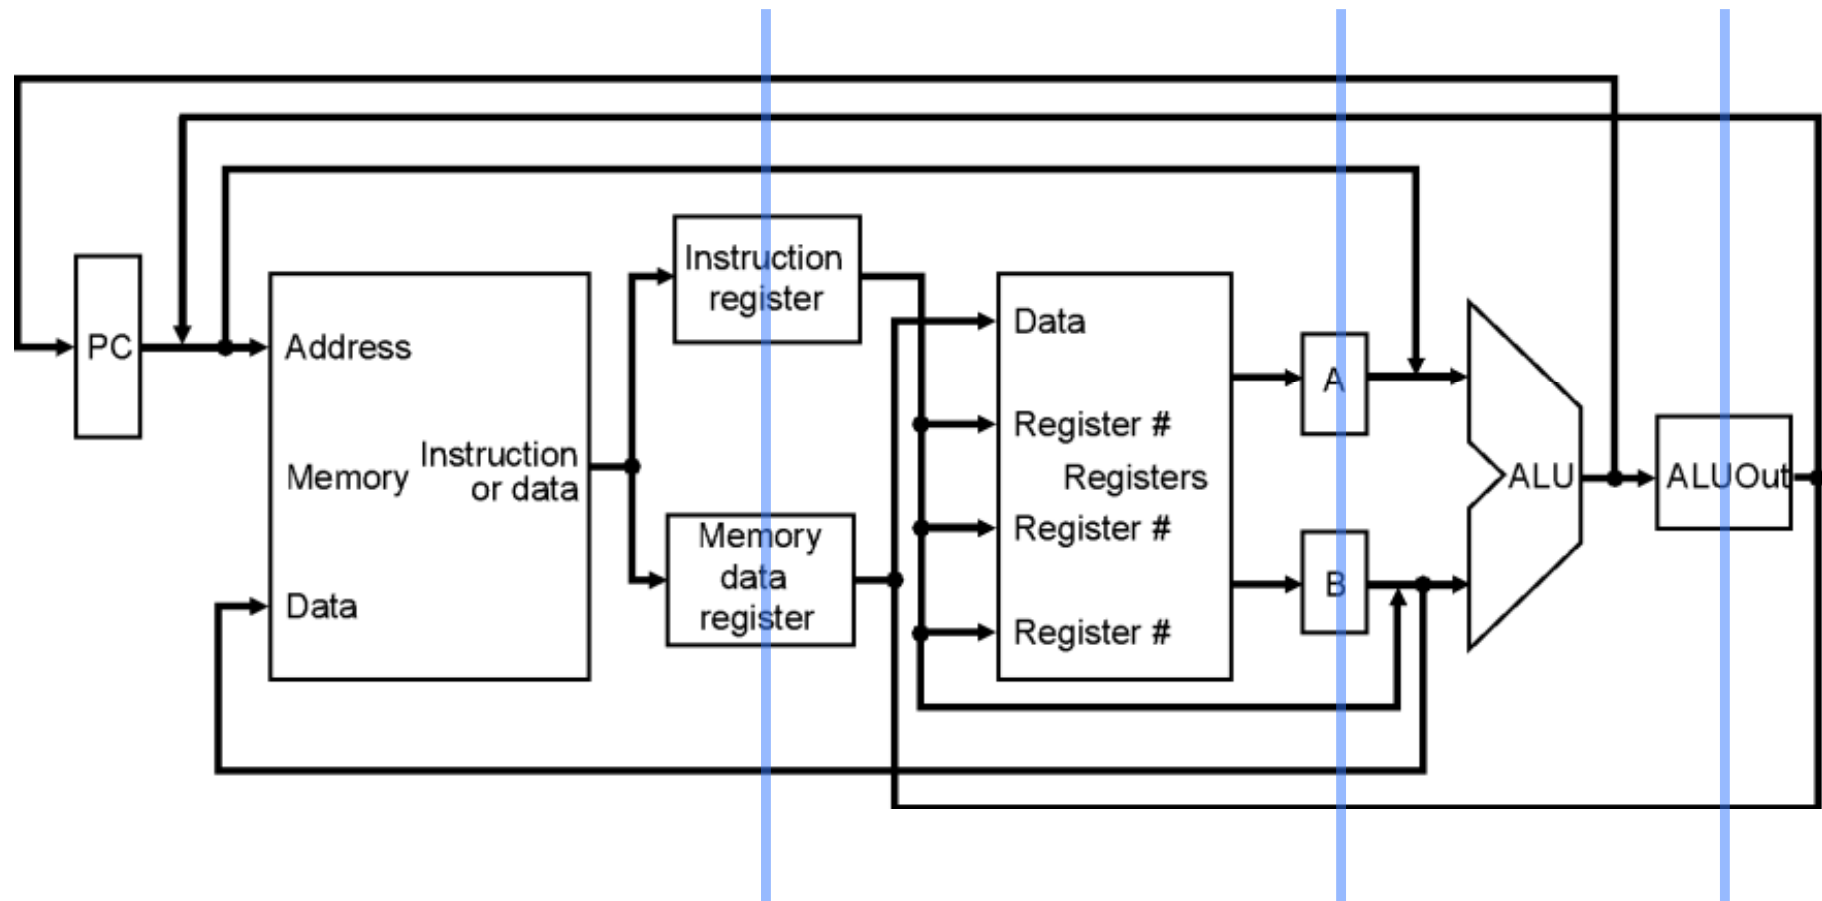 PC
Address
Memory
Instruction
or data
Data
Instruction
register
Memory
data
register
Data
Register #
Registers
Register #
Register #
A
B
ALU
ALUOut